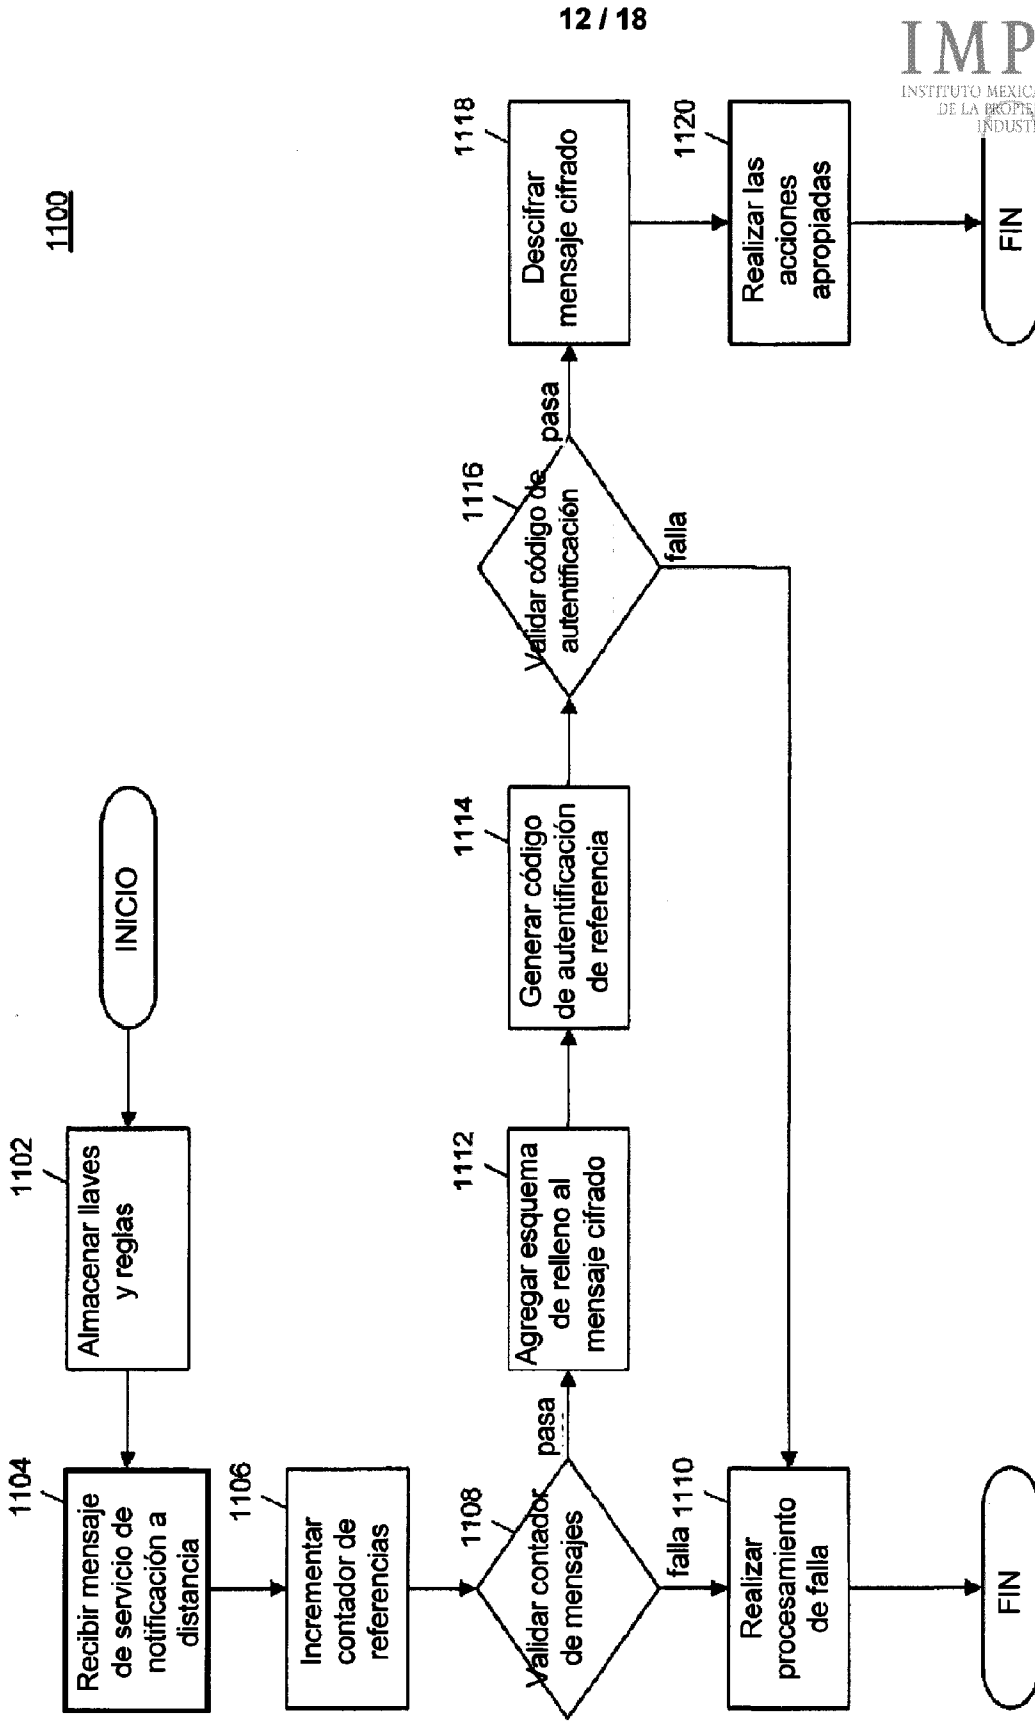 12 / 18
IMP
INSTITUTO MEXICA
DE LA PROPIE
INDUST
1100
INICIO
1102
Almacenar llaves
y reglas
1104
Recibir mensaje
de servicio de
notificación a
distancia
1106
Incrementar
contador de
referencias
1108
Validar contador
de mensajes
pasa
falla
1110
Realizar
procesamiento
de falla
FIN
1112
Agregar esquema
de relleno al
mensaje cifrado
1114
Generar código
de autentificación
de referencia
1116
Validar código de
autentificación
pasa
falla
1118
Descifrar
mensaje cifrado
1120
Realizar las
acciones
apropiadas
FIN